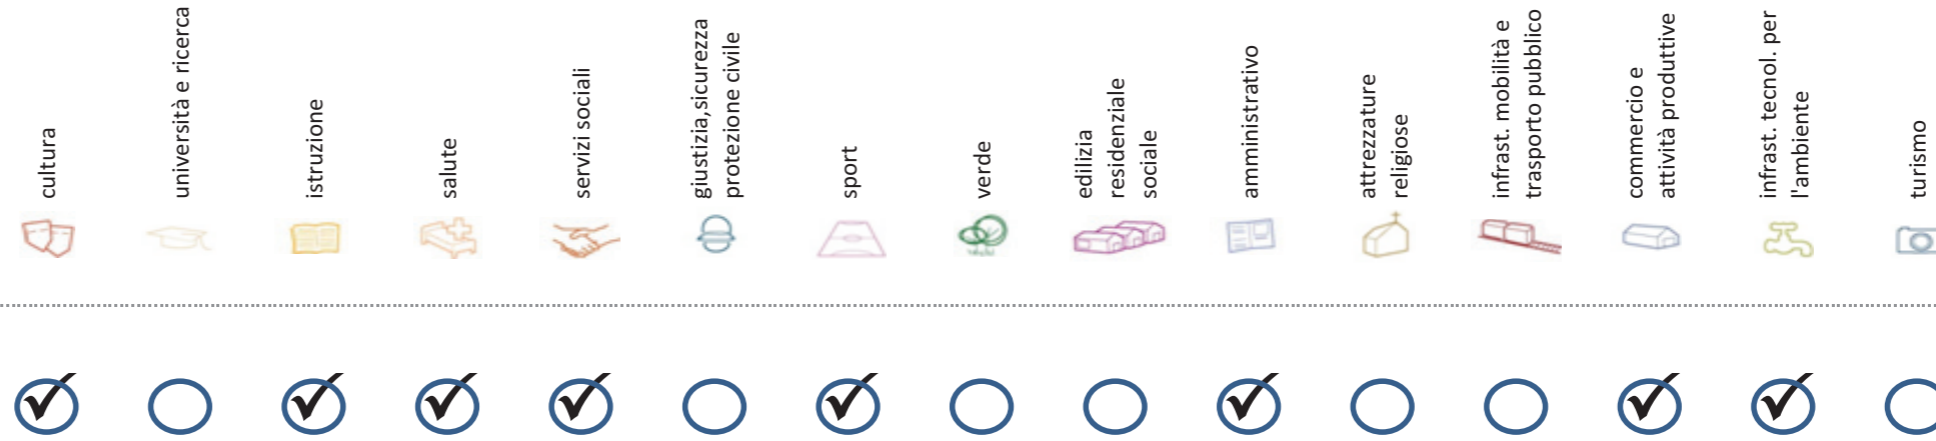 cultura
università e ricerca
istruzione
salute
servizi sociali
giustizia,sicurezza
protezione civile
sport
verde
edilizia
residenziale
sociale
amministrativo
attrezzature
religiose
infrast. mobilità e
trasporto pubblico
commercio e
attività produttive
infrast. tecnol. per
l'ambiente
turismo